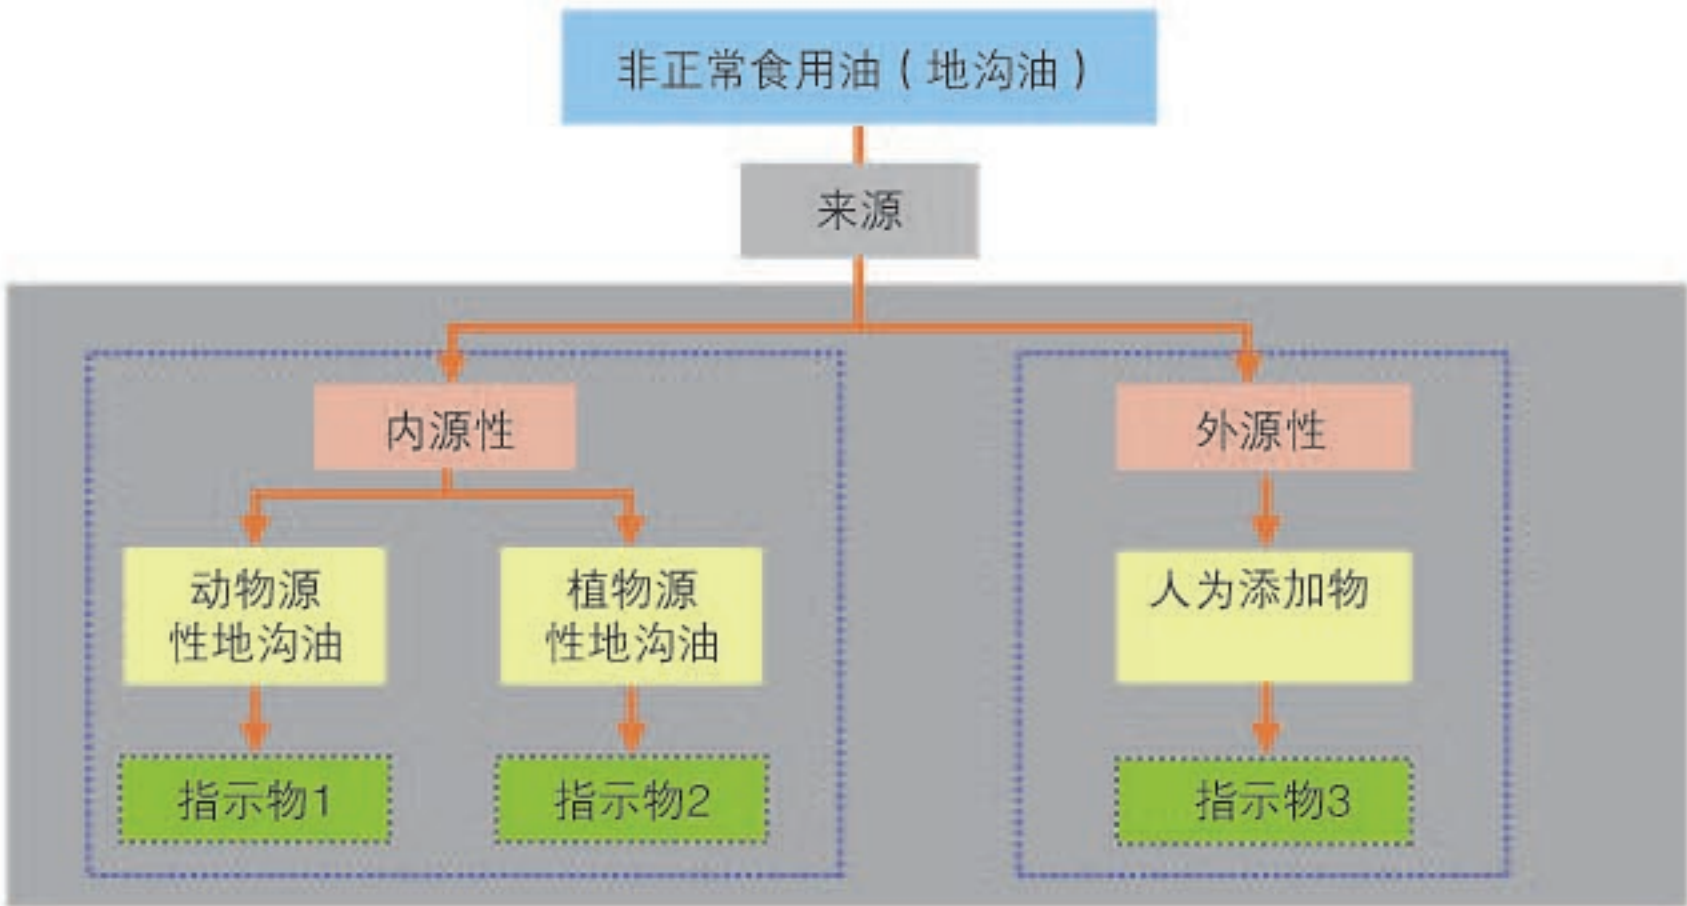 非正常食用油（地沟油）
来源
内源性
外源性
动物源
性地沟油
植物源
性地沟油
人为添加物
指示物1
指示物2
指示物3